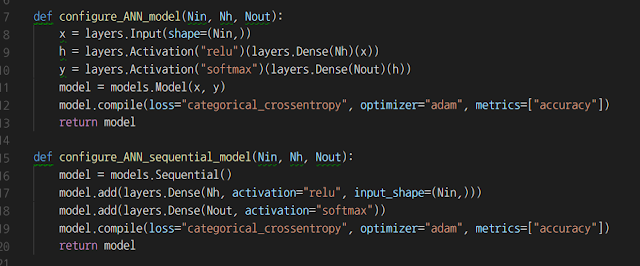 7 def configure_ANN_model(Nin, Nh, Nout):
8     x = layers.Input(shape=(Nin,))
9     h = layers.Activation("relu")(layers.Dense(Nh)(x))
10     y = layers.Activation("softmax")(layers.Dense(Nout)(h))
11     model = models.Model(x, y)
12     model.compile(loss="categorical_crossentropy", optimizer="adam", metrics=["accuracy"])
13     return model
14
15 def configure_ANN_sequential_model(Nin, Nh, Nout):
16     model = models.Sequential()
17     model.add(layers.Dense(Nh, activation="relu", input_shape=(Nin,)))
18     model.add(layers.Dense(Nout, activation="softmax"))
19     model.compile(loss="categorical_crossentropy", optimizer="adam", metrics=["accuracy"])
20     return model